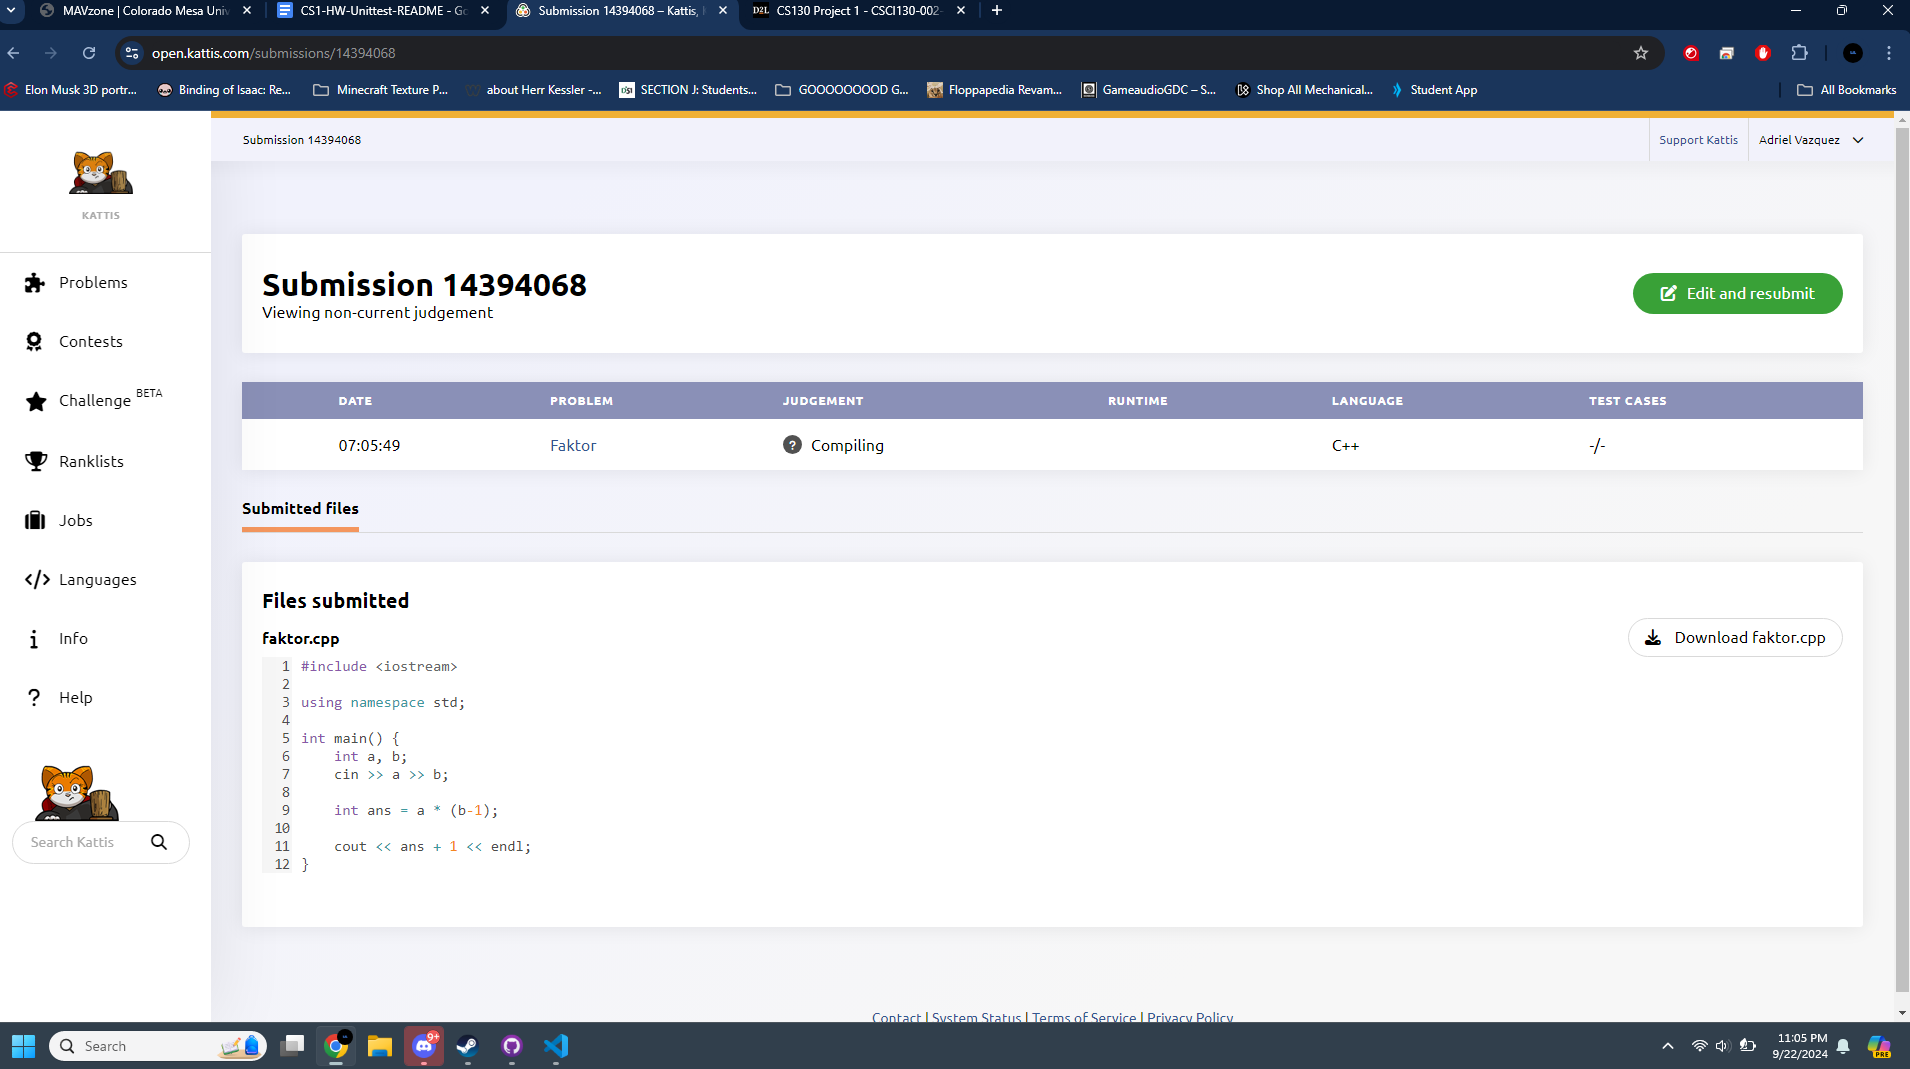 MAVzone | Colorado Mesa Univ
CS1-HW-Unittest-README - Go
Submission 14394068 – Kattis,
D2L
CS130 Project 1 - CSCI130-002-
open.kattis.com/submissions/14394068
Elon Musk 3D portr...
Binding of Isaac: Re...
Minecraft Texture P...
about Herr Kessler -...
SECTION J: Students...
GOOOOOOOOD G...
Floppapedia Revam...
GameaudioGDC – S...
Shop All Mechanical...
Student App
All Bookmarks
KATTIS
Submission 14394068
Support Kattis
Adriel Vazquez
Problems
Contests
Challenge BETA
Ranklists
Jobs
Languages
Info
Help
Search Kattis
Submission 14394068
Viewing non-current judgement
Edit and resubmit
DATE PROBLEM JUDGEMENT RUNTIME LANGUAGE TEST CASES
07:05:49 Faktor Compiling C++ -/-
Submitted files
Files submitted
faktor.cpp
Download faktor.cpp
1 #include <iostream>
2
3 using namespace std;
4
5 int main() {
6 int a, b;
7 cin >> a >> b;
8
9 int ans = a * (b-1);
10
11 cout << ans + 1 << endl;
12 }
Contact | System Status | Terms of Service | Privacy Policy
Search
9+
11:05 PM
9/22/2024
PRE